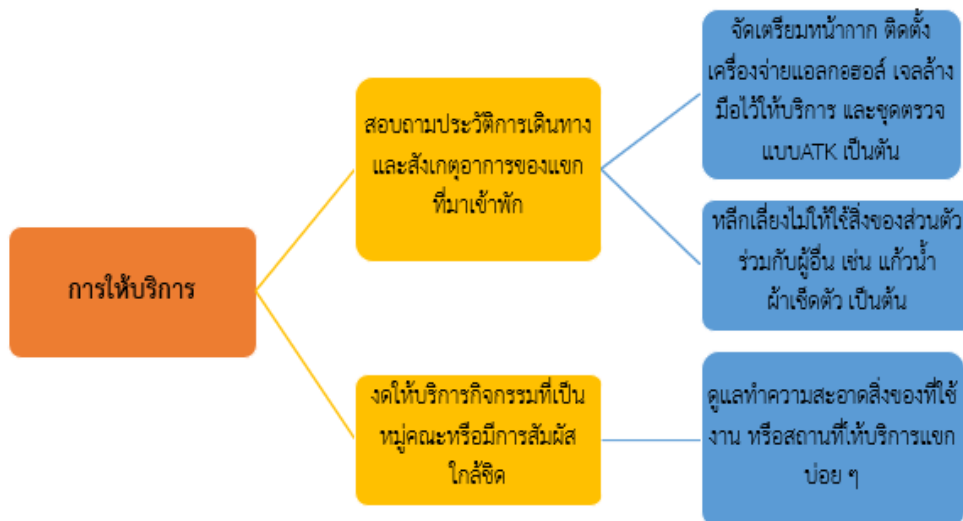 การให้บริการ
สอบถามประวัติการเดินทาง
และสังเกตุอาการของแขก
ที่มาเข้าพัก
จัดเตรียมหน้ากาก ติดตั้ง
เครื่องจ่ายแอลกอฮอล์ เจลล้าง
มือไว้ให้บริการ และชุดตรวจ
แบบATK เป็นต้น
หลีกเลี่ยงไม่ให้ใช้สิ่งของส่วนตัว
ร่วมกับผู้อื่น เช่น แก้วน้ำ
ผ้าเช็ดตัว เป็นต้น
งดให้บริการกิจกรรมที่เป็น
หมู่คณะหรือมีการสัมผัส
ใกล้ชิด
ดูแลทำความสะอาดสิ่งของที่ใช้
งาน หรือสถานที่ให้บริการแขก
บ่อย ๆ